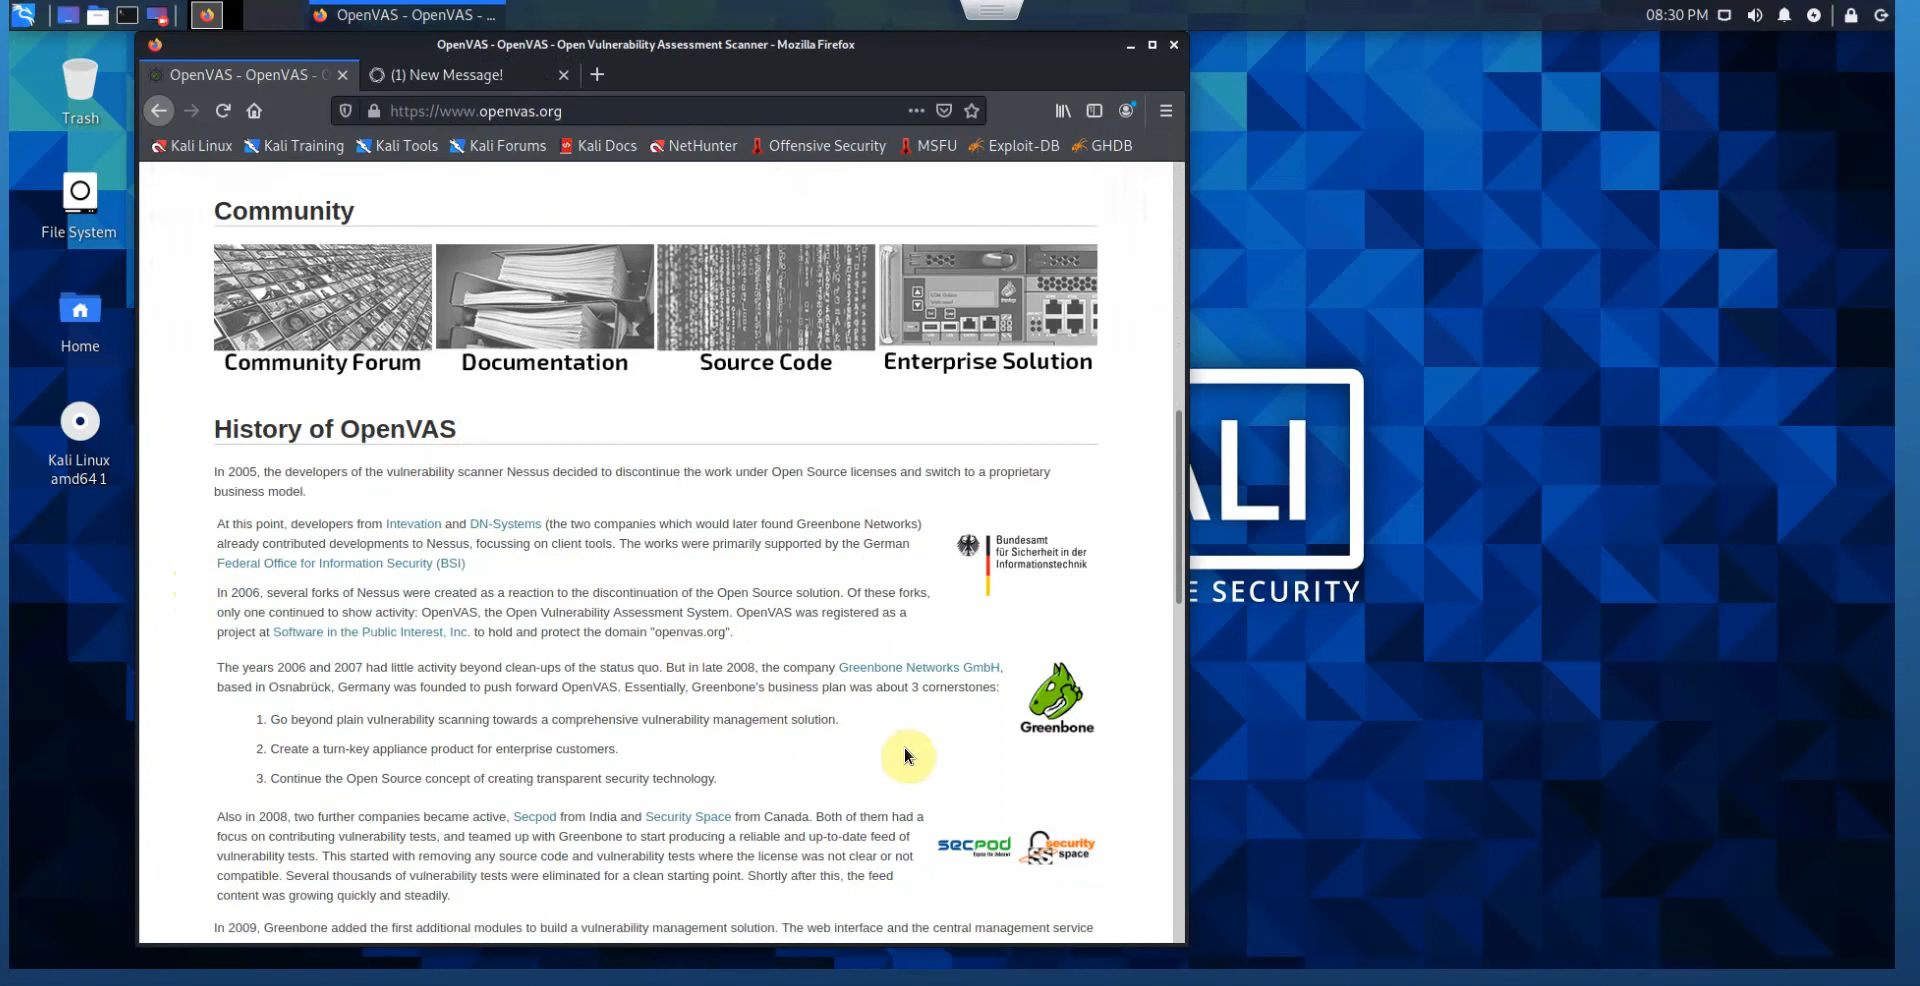 OpenVAS - OpenVAS - ...
08:30 PM
OpenVAS - OpenVAS - Open Vulnerability Assessment Scanner - Mozilla Firefox
OpenVAS - OpenVAS - O
(1) New Message!
https://www.openvas.org
Kali Linux
Kali Training
Kali Tools
Kali Forums
Kali Docs
NetHunter
Offensive Security
MSFU
Exploit-DB
GHDB
Trash
File System
Home
Kali Linux
amd64 1
Community
Community Forum
Documentation
Source Code
Enterprise Solution
History of OpenVAS
In 2005, the developers of the vulnerability scanner Nessus decided to discontinue the work under Open Source licenses and switch to a proprietary
business model.
At this point, developers from Intevation and DN-Systems (the two companies which would later found Greenbone Networks)
already contributed developments to Nessus, focussing on client tools. The works were primarily supported by the German
Federal Office for Information Security (BSI)
Bundesamt
für Sicherheit in der
Informationstechnik
In 2006, several forks of Nessus were created as a reaction to the discontinuation of the Open Source solution. Of these forks,
only one continued to show activity: OpenVAS, the Open Vulnerability Assessment System. OpenVAS was registered as a
project at Software in the Public Interest, Inc. to hold and protect the domain "openvas.org".
The years 2006 and 2007 had little activity beyond clean-ups of the status quo. But in late 2008, the company Greenbone Networks GmbH,
based in Osnabrück, Germany was founded to push forward OpenVAS. Essentially, Greenbone's business plan was about 3 cornerstones:
Greenbone
1. Go beyond plain vulnerability scanning towards a comprehensive vulnerability management solution.
2. Create a turn-key appliance product for enterprise customers.
3. Continue the Open Source concept of creating transparent security technology.
Also in 2008, two further companies became active, Secpod from India and Security Space from Canada. Both of them had a
focus on contributing vulnerability tests, and teamed up with Greenbone to start producing a reliable and up-to-date feed of
vulnerability tests. This started with removing any source code and vulnerability tests where the license was not clear or not
compatible. Several thousands of vulnerability tests were eliminated for a clean starting point. Shortly after this, the feed
content was growing quickly and steadily.
secpod
security
space
In 2009, Greenbone added the first additional modules to build a vulnerability management solution. The web interface and the central management service
ALI
E SECURITY